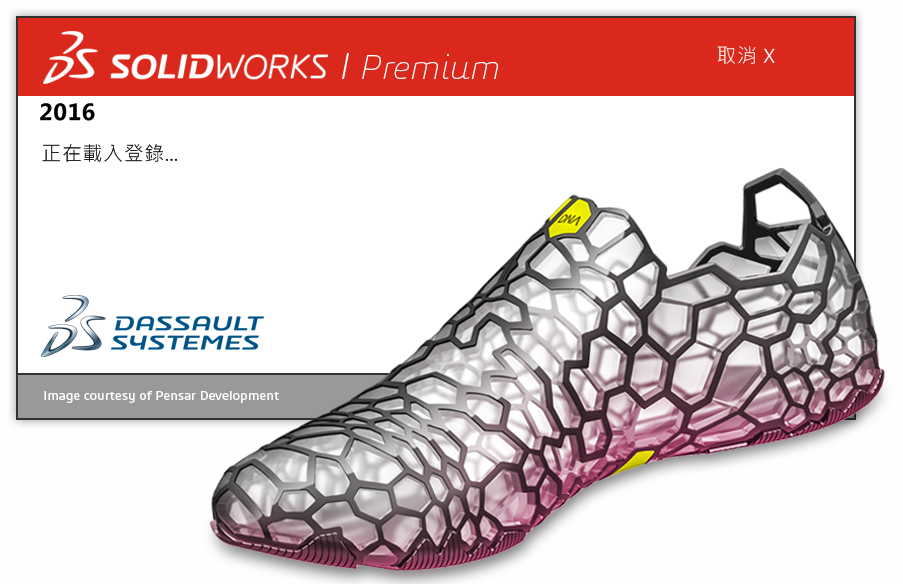 SOLIDWORKS | Premium
取消 X
2016
正在載入登錄...
DNA
DASSAULT
SYSTEMES
Image courtesy of Pensar Development